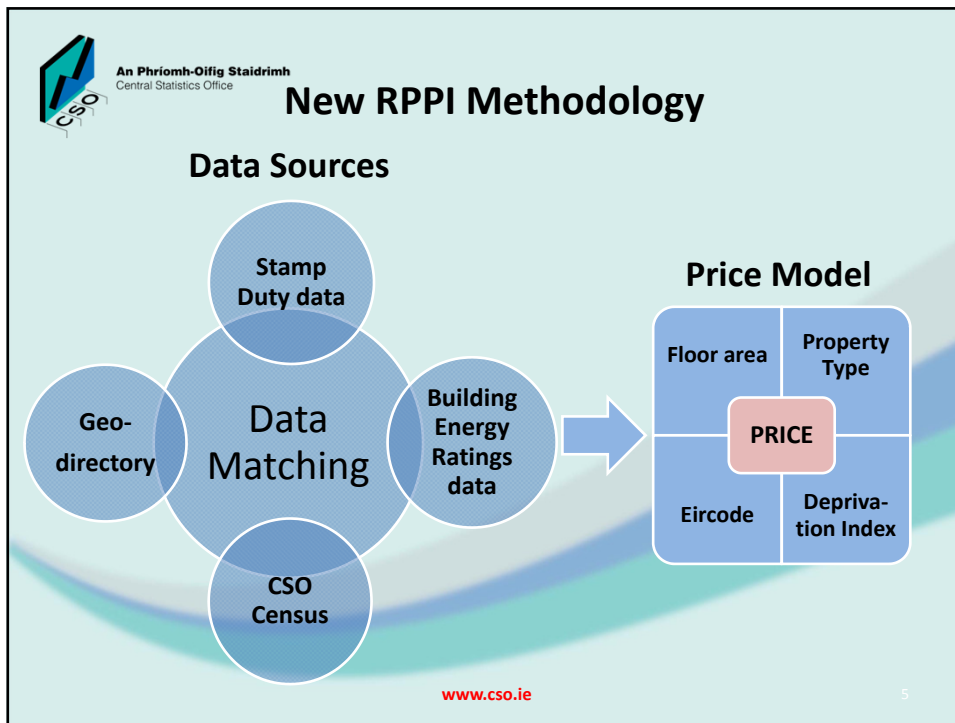 An Phríomh-Oifig Staidrimh
Central Statistics Office
CSO
New RPPI Methodology
Data Sources
Stamp
Duty data
Geo-
directory
Data
Matching
Building
Energy
Ratings
data
CSO
Census
Price Model
Floor area
Property
Type
PRICE
Eircode
Depriva-
tion Index
www.cso.ie
5